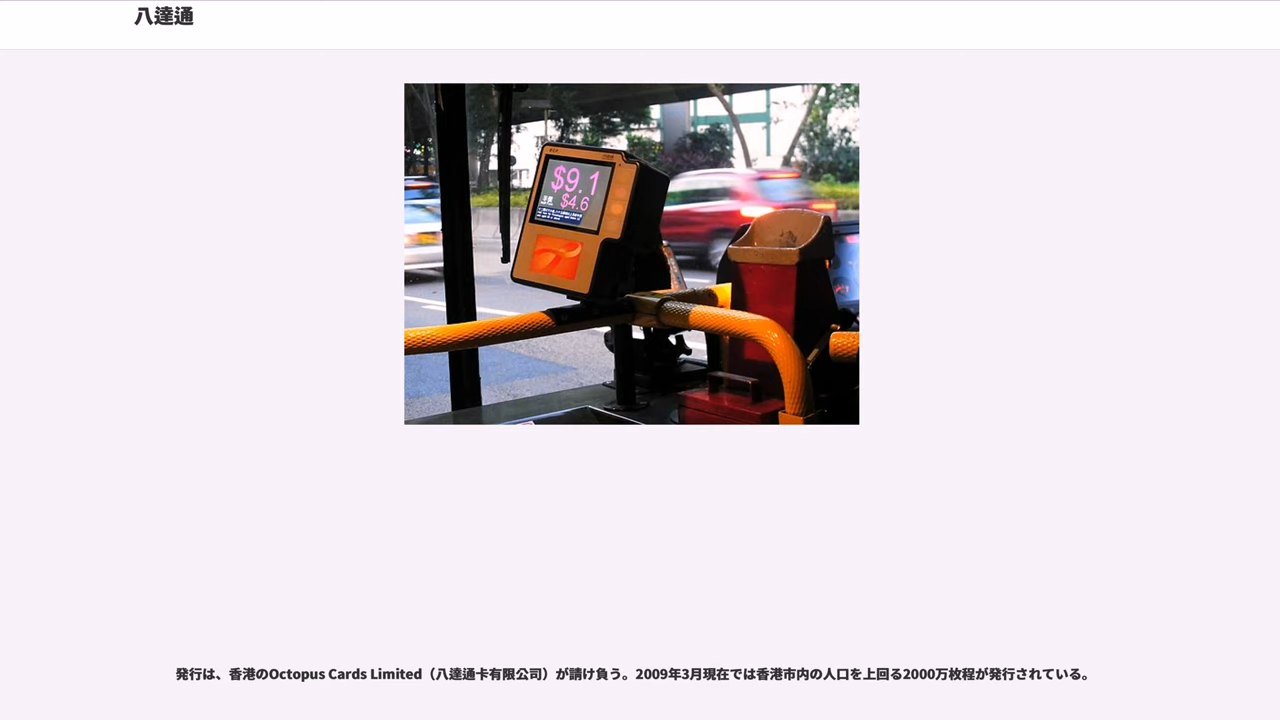 八達通
$9.1
$4.6
発行は、香港のOctopus Cards Limited（八達通卡有限公司）が請け負う。2009年3月現在では香港市内の人口を上回る2000万枚程が発行されている。